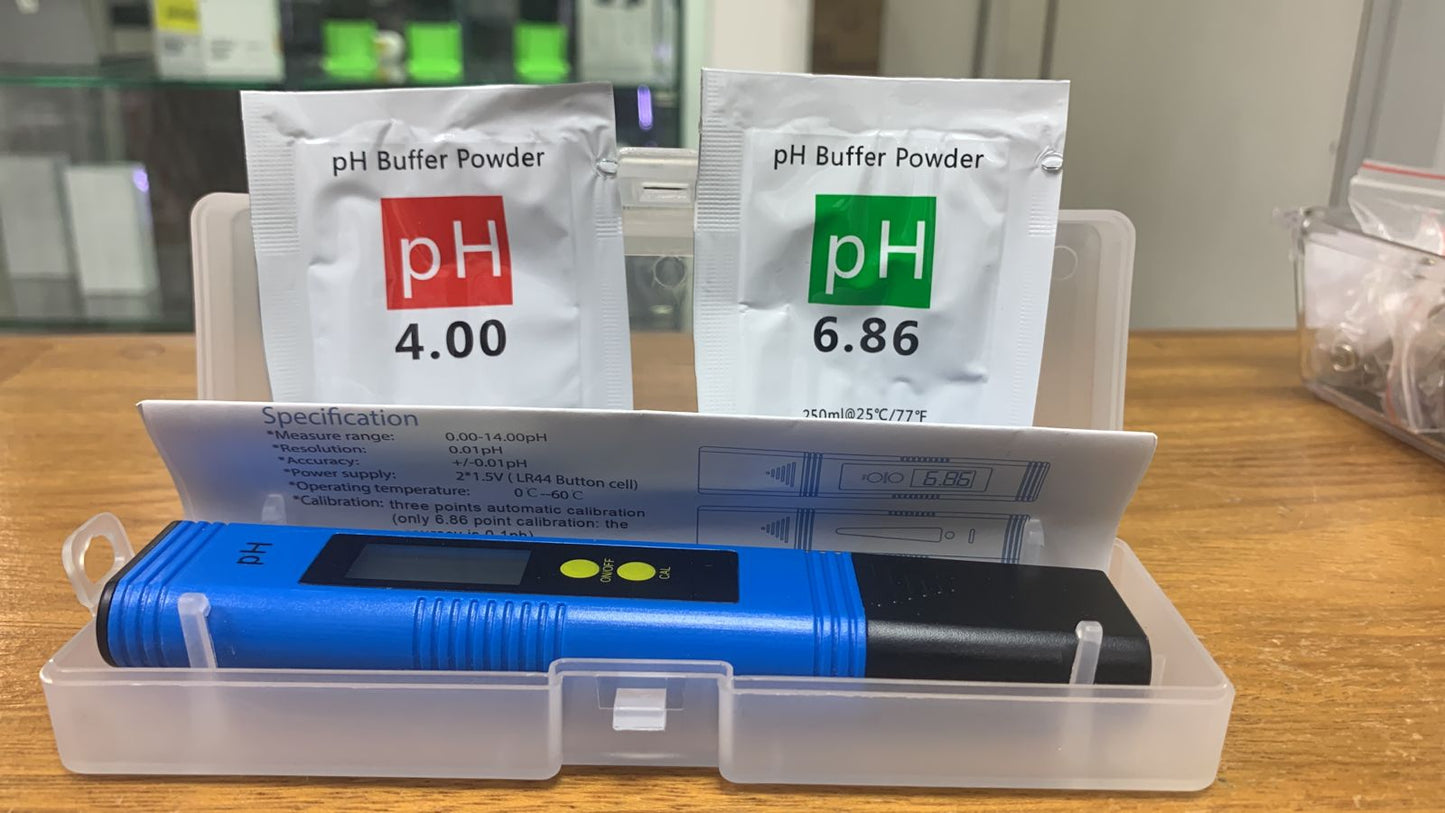 pH Buffer Powder
pH
4.00
pH Buffer Powder
pH
6.86
250ml@25℃/77℉
Specification
*Measure range: 0.00-14.00pH
*Resolution: 0.01pH
*Accuracy: +/-0.01pH
*Power supply: 2*1.5V ( LR44 Button cell)
*Operating temperature: 0℃--60℃
*Calibration: three points automatic calibration
(only 6.86 point calibration: the
is 0.1ph)
6.86
pH
ON/OFF
CAL